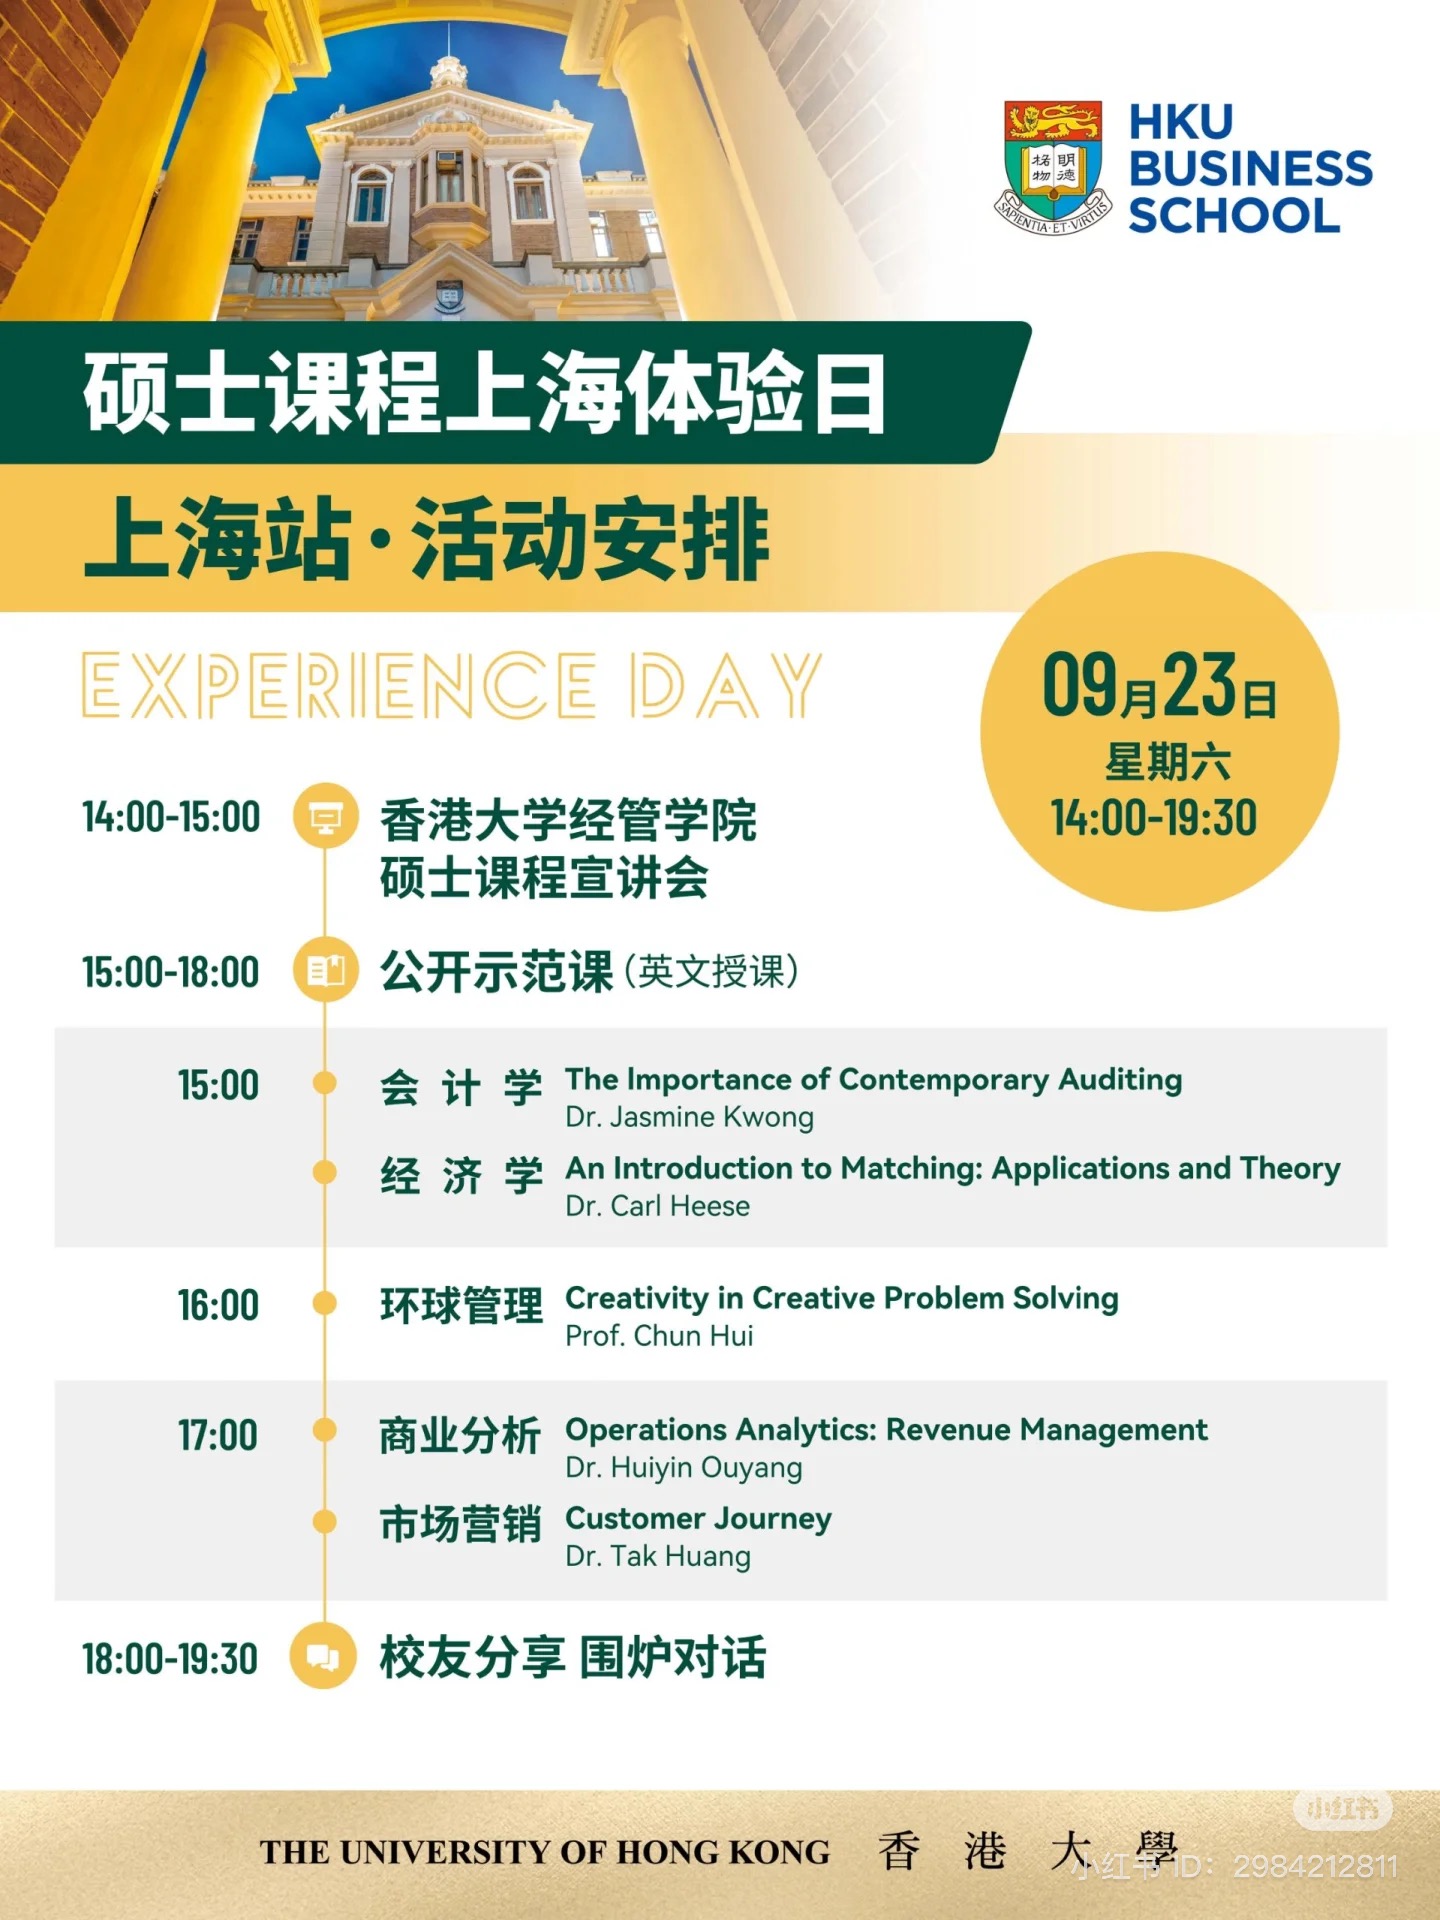 HKU
BUSINESS
SCHOOL
明德
格物
SAPIENTIA·ET·VIRTUS
硕士课程上海体验日
上海站·活动安排
EXPERIENCE DAY
09月23日
星期六
14:00-19:30
14:00-15:00 香港大学经管学院
硕士课程宣讲会
15:00-18:00 公开示范课（英文授课）
15:00 会计学 The Importance of Contemporary Auditing
Dr. Jasmine Kwong
经济学 An Introduction to Matching: Applications and Theory
Dr. Carl Heese
16:00 环球管理 Creativity in Creative Problem Solving
Prof. Chun Hui
17:00 商业分析 Operations Analytics: Revenue Management
Dr. Huiyin Ouyang
市场营销 Customer Journey
Dr. Tak Huang
18:00-19:30 校友分享 围炉对话
THE UNIVERSITY OF HONG KONG 香港大學
小红书
小红书 ID：2984212811